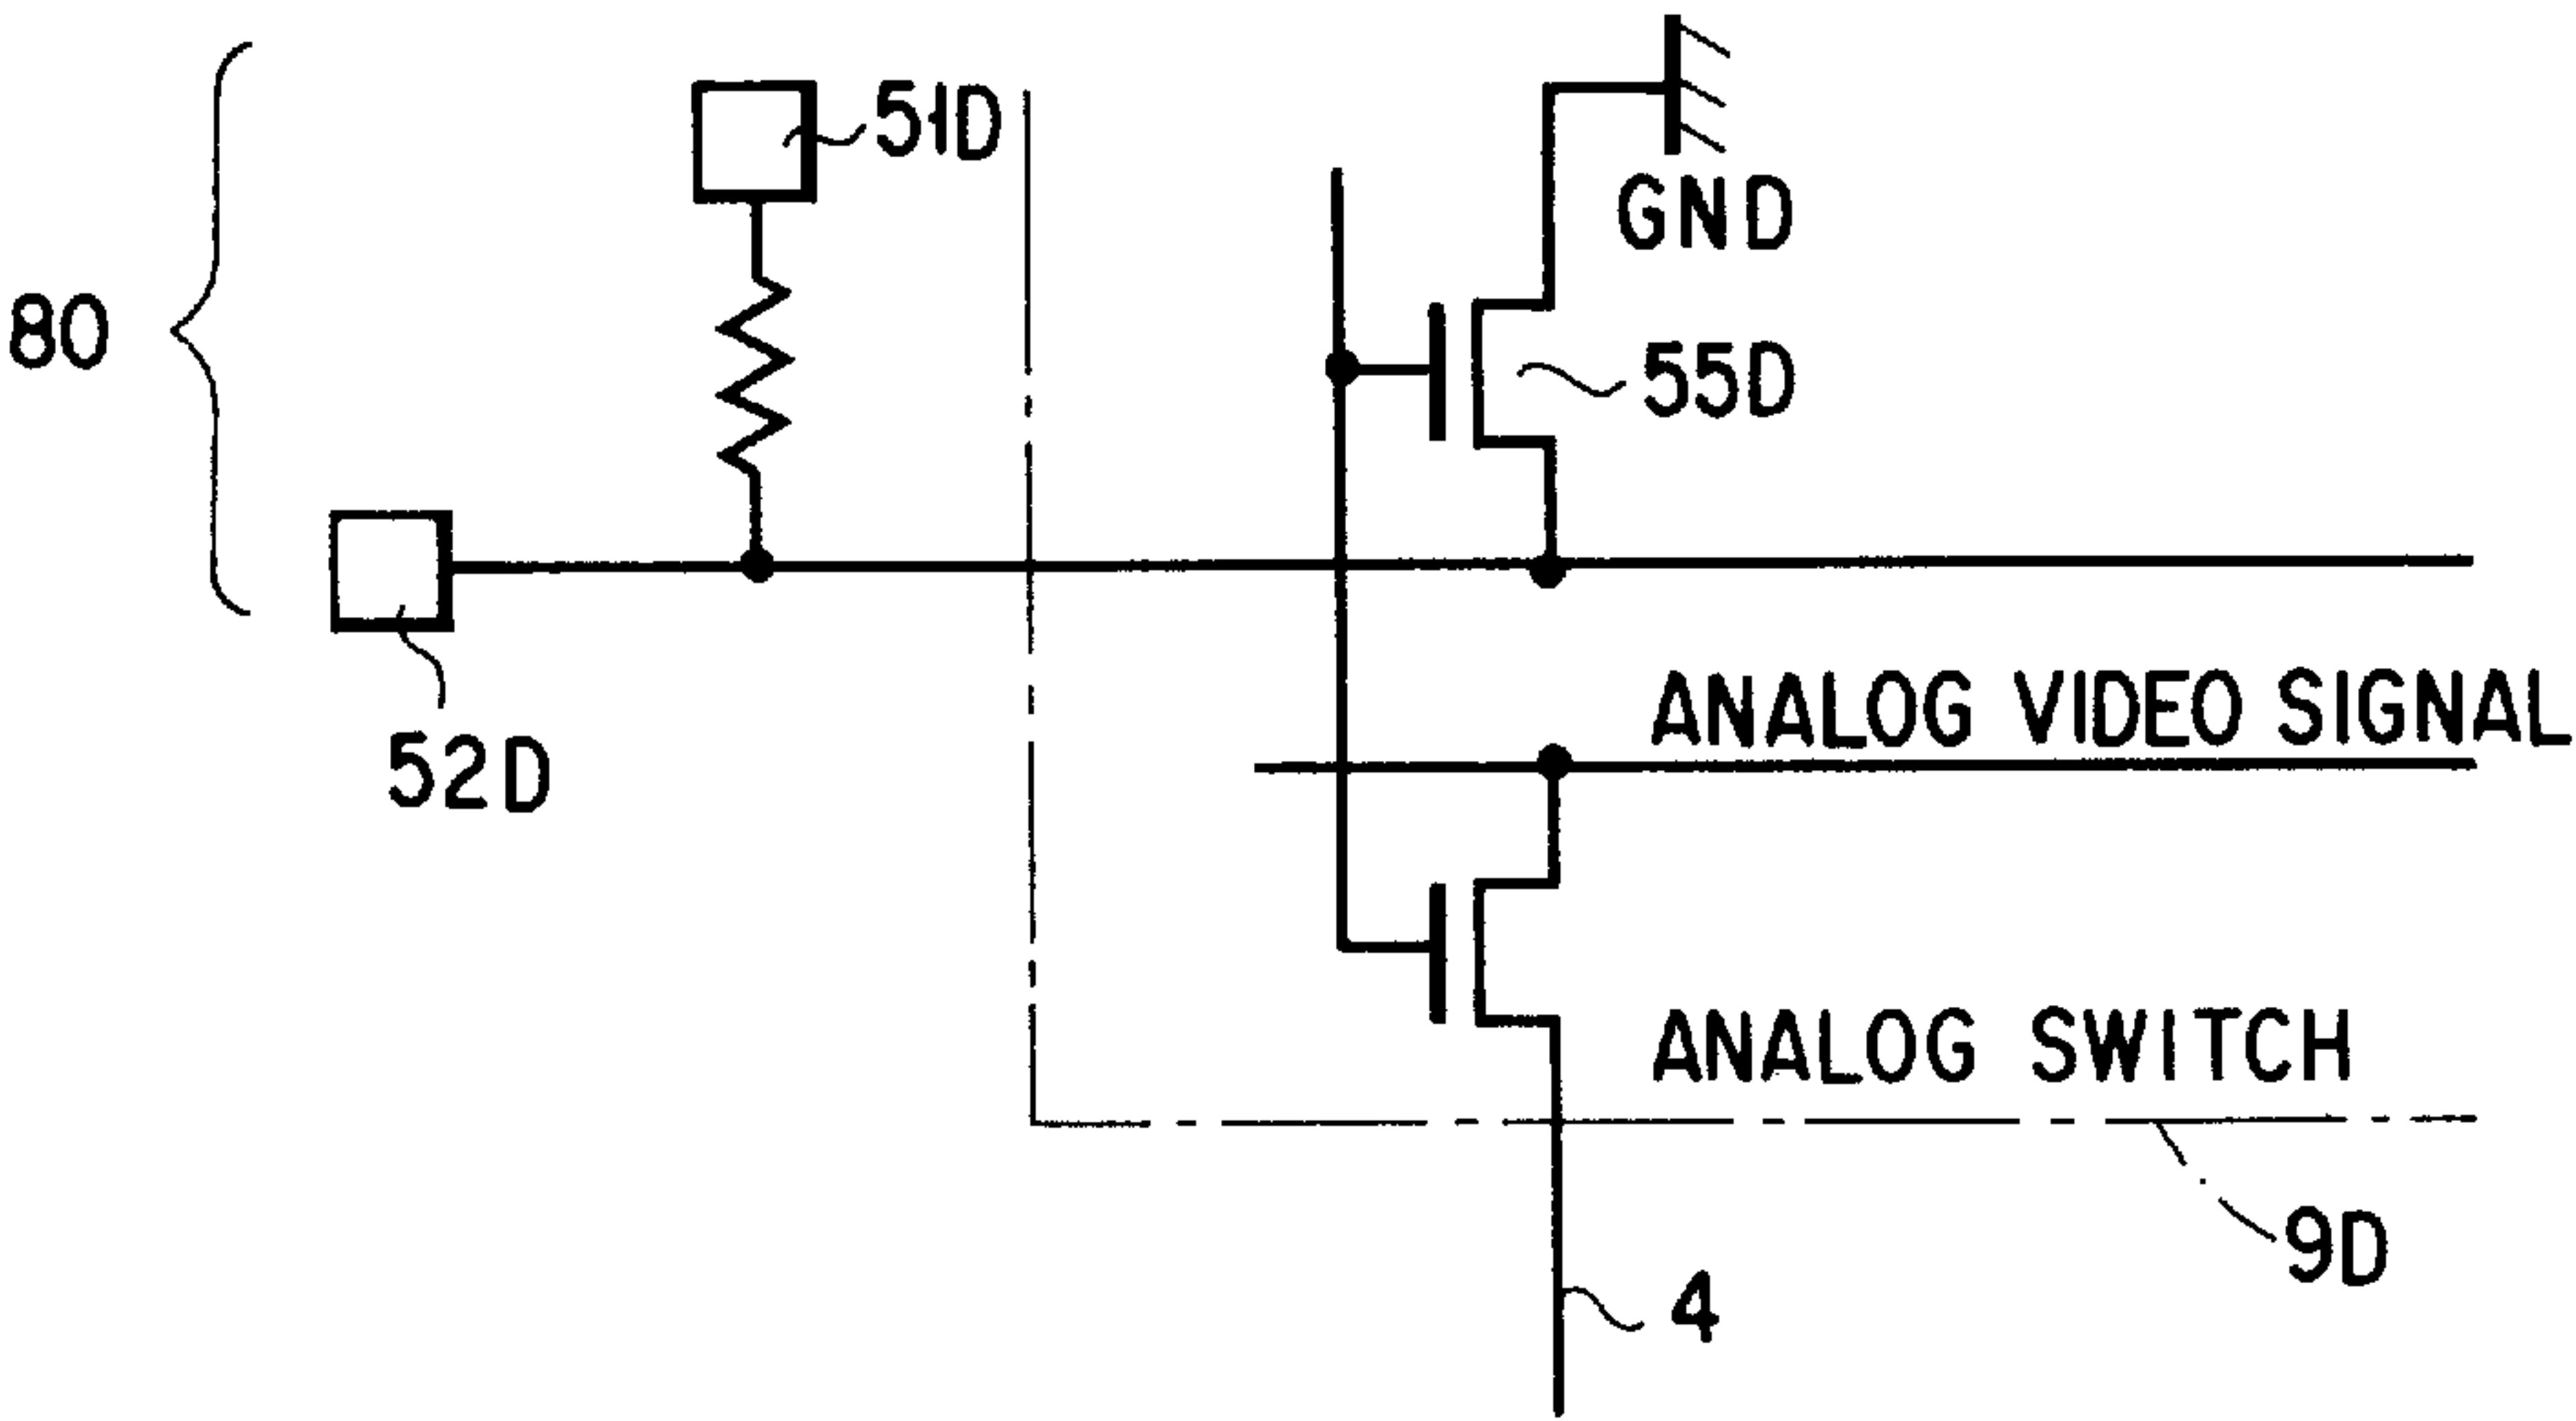 51D
GND
80
55D
52D
ANALOG VIDEO SIGNAL
ANALOG SWITCH
9D
4